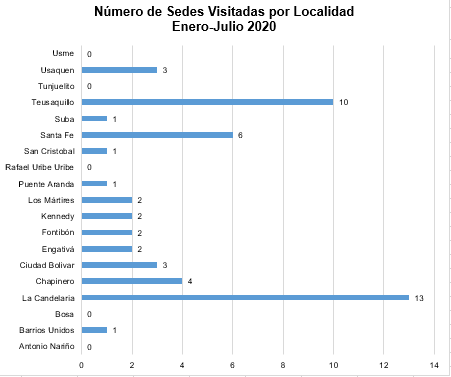 Número de Sedes Visitadas por Localidad
Enero-Julio 2020
Usme 0
Usaquen 3
Tunjuelito 0
Teusaquillo 10
Suba 1
Santa Fe 6
San Cristobal 1
Rafael Uribe Uribe 0
Puente Aranda 1
Los Mártires 2
Kennedy 2
Fontibón 2
Engativá 2
Ciudad Bolivar 3
Chapinero 4
La Candelaria 13
Bosa 0
Barrios Unidos 1
Antonio Nariño 0
0 2 4 6 8 10 12 14